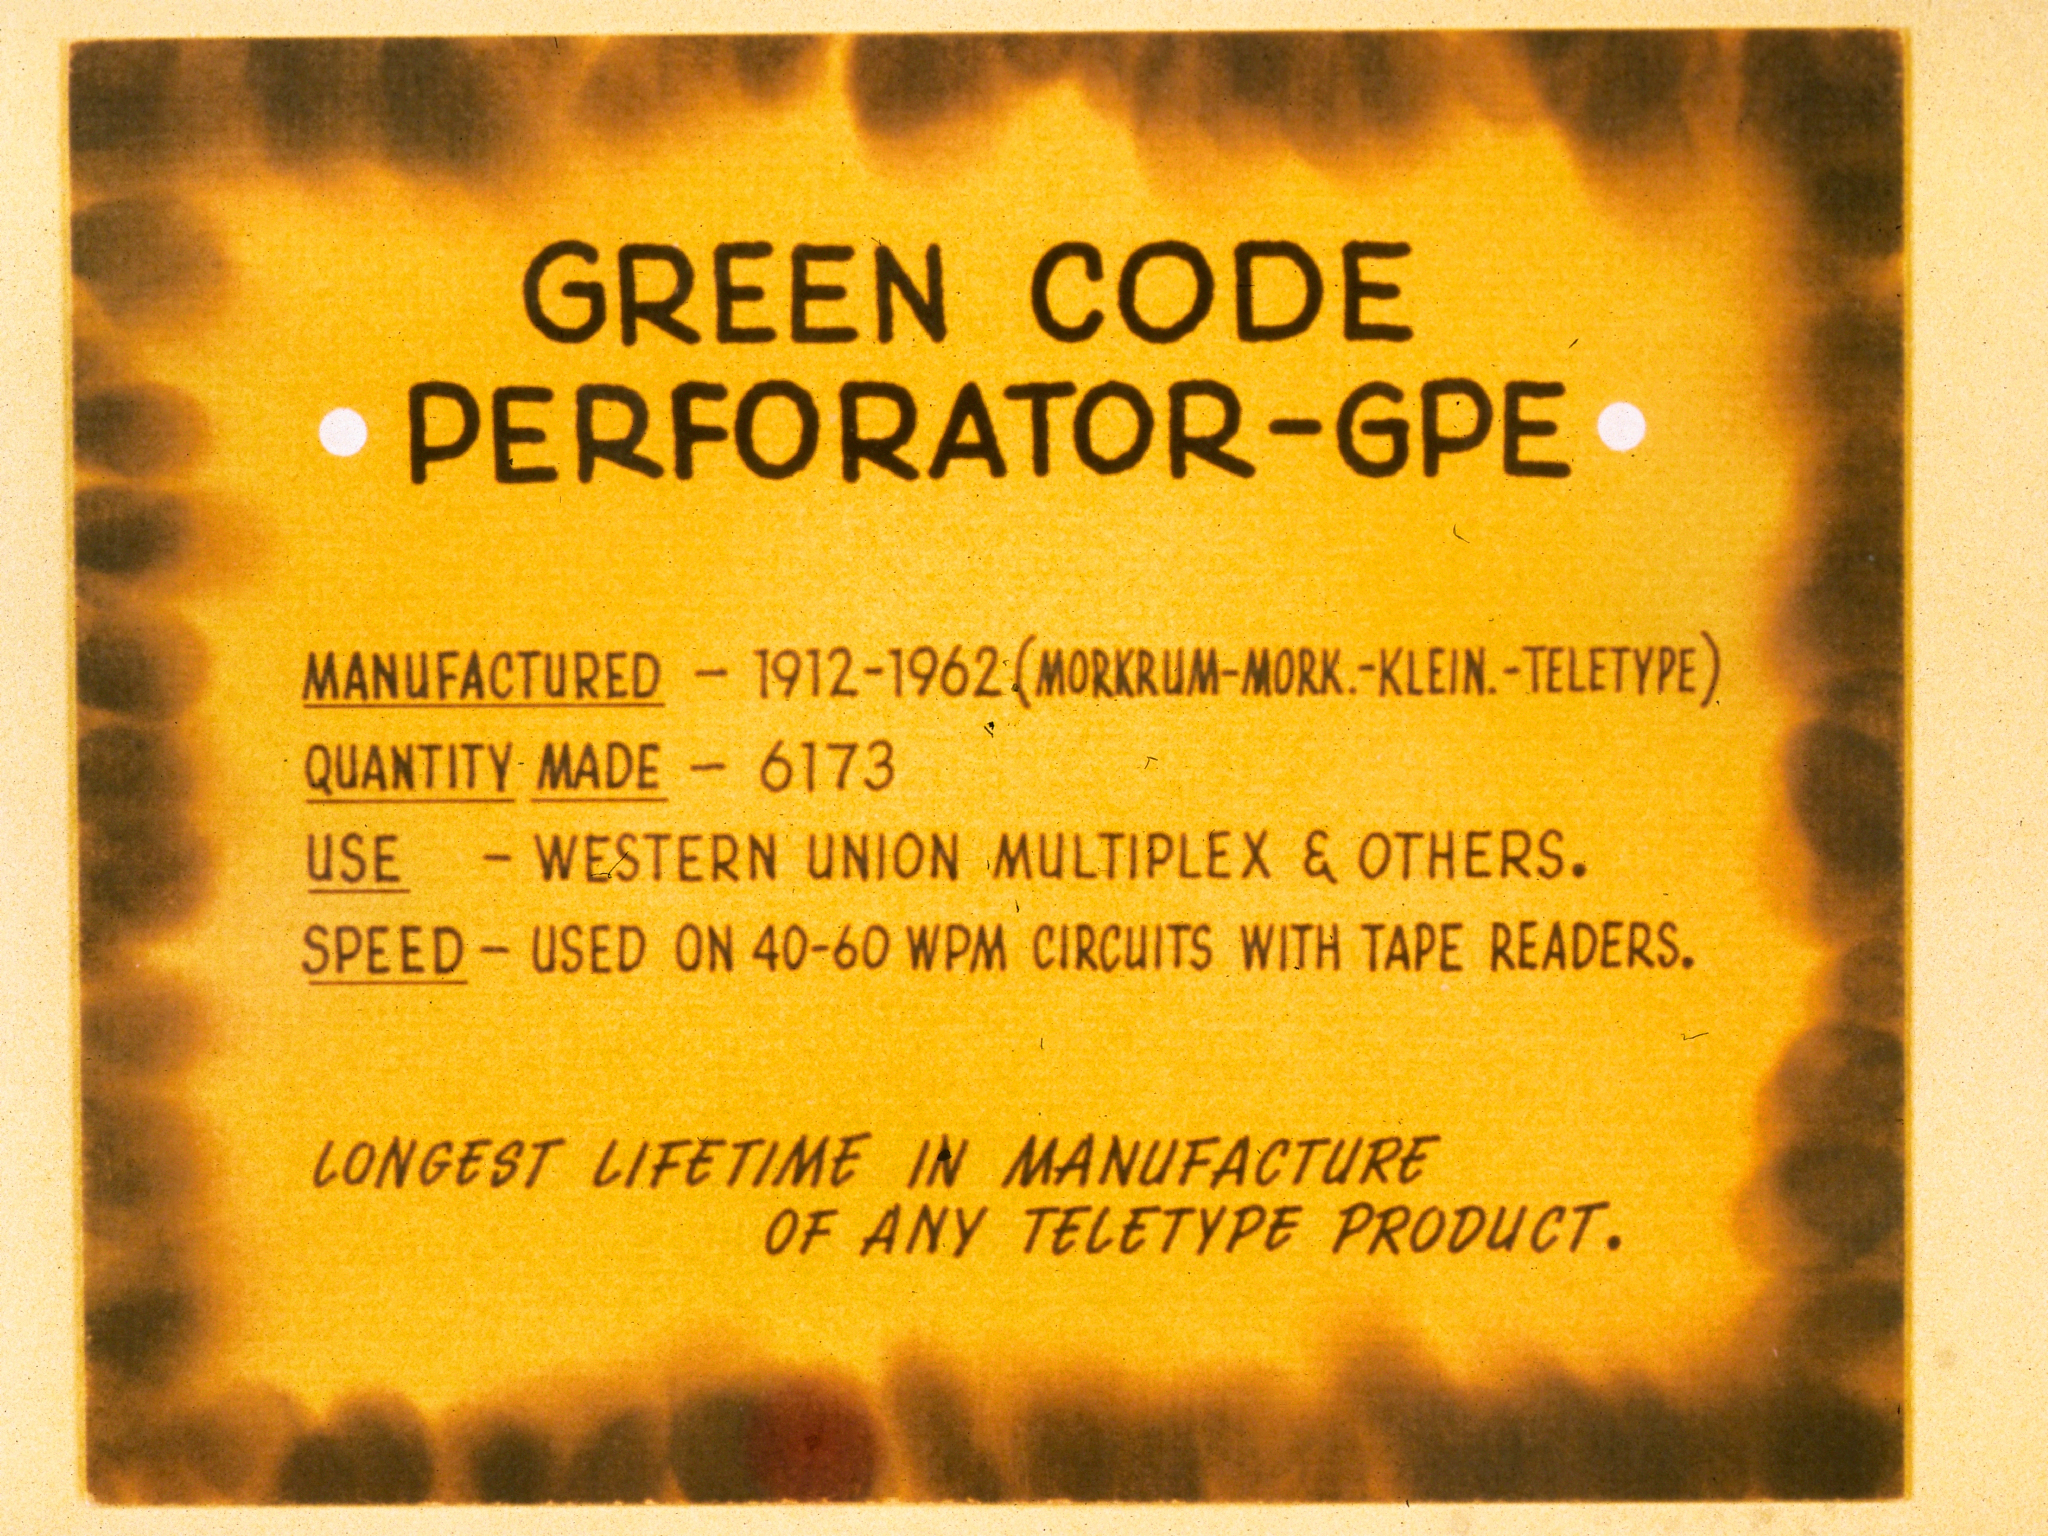 GREEN CODE
PERFORATOR-GPE
MANUFACTURED - 1912-1962 (MORKRUM-MORK.-KLEIN.-TELETYPE)
QUANTITY MADE - 6173
USE - WESTERN UNION MULTIPLEX & OTHERS.
SPEED - USED ON 40-60 WPM CIRCUITS WITH TAPE READERS.
LONGEST LIFETIME IN MANUFACTURE
OF ANY TELETYPE PRODUCT.